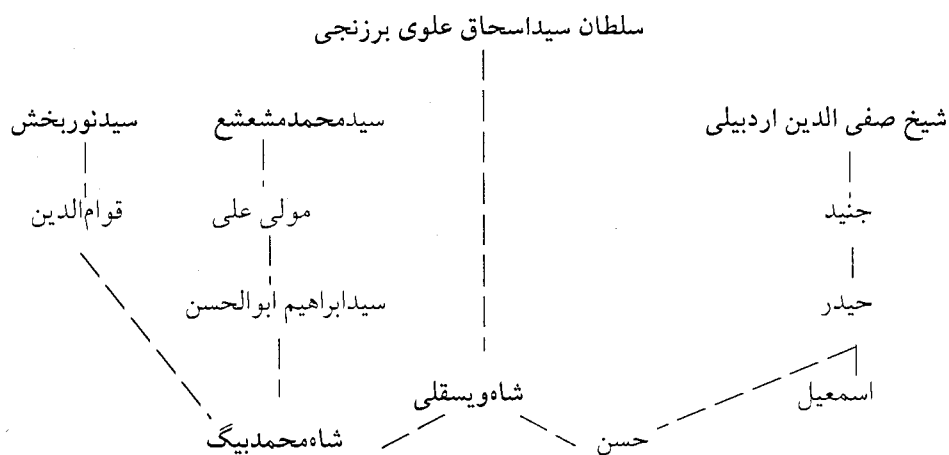 سلطان سیداسحاق علوی برزنجی
شیخ صفی الدین اردبیلی
سیدمحمدمشعشع
سیدنوربخش
جنید
مولی علی
قوام‌الدین
حیدر
سیدابراهیم ابوالحسن
اسمعیل
شاه‌ویسقلی
حسن
شاه‌محمدبیگ